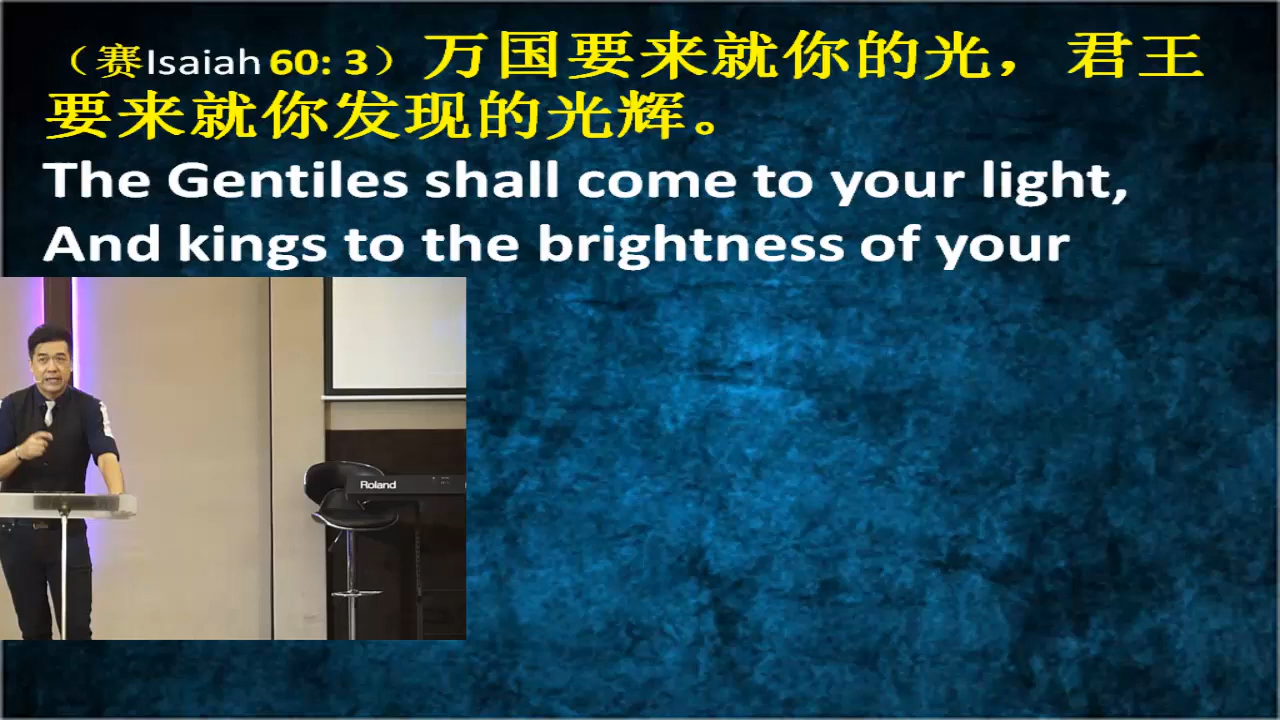 （赛Isaiah 60: 3）万国要来就你的光，君王
要来就你发现的光辉。
The Gentiles shall come to your light,
And kings to the brightness of your
Roland